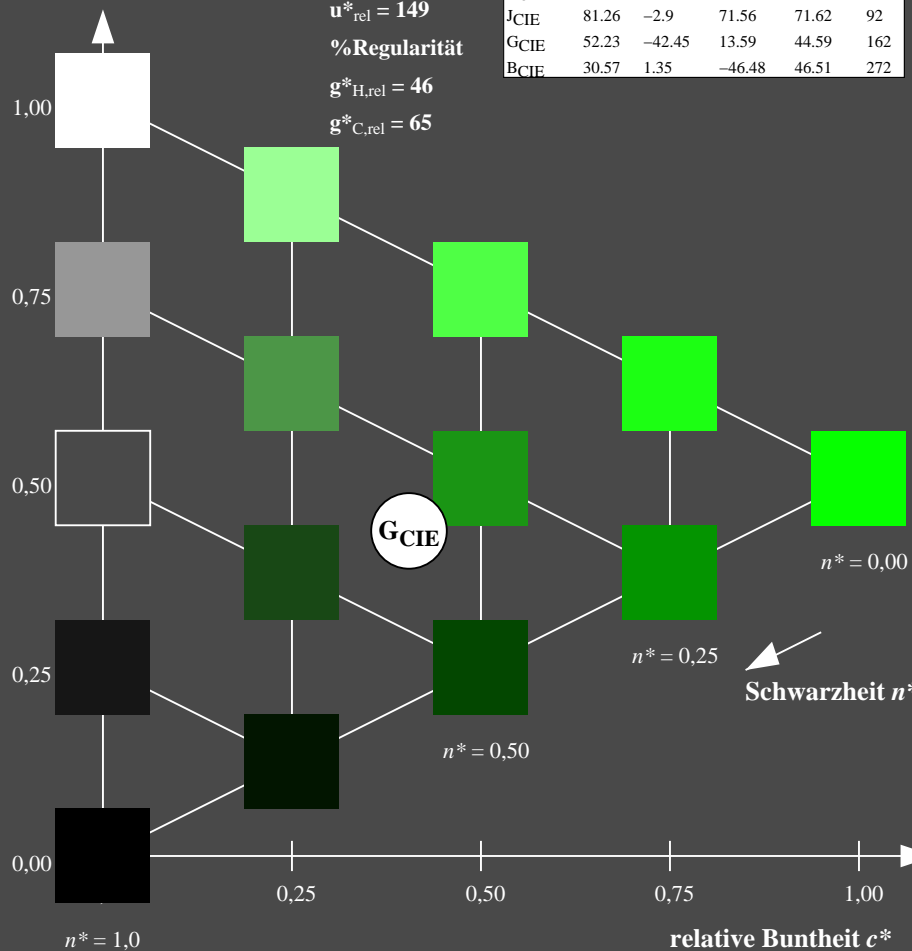 u*rel = 149
%Regularität
g*H,rel = 46
g*C,rel = 65
JCIE 81.26 −2.9 71.56 71.62 92
GCIE 52.23 −42.45 13.59 44.59 162
BCIE 30.57 1.35 −46.48 46.51 272
1,00
0,75
0,50
GCIE
n* = 0,00
n* = 0,25
0,25
Schwarzheit n*
n* = 0,50
0,00
0,25 0,50 0,75 1,00
n* = 1,0
relative Buntheit c*